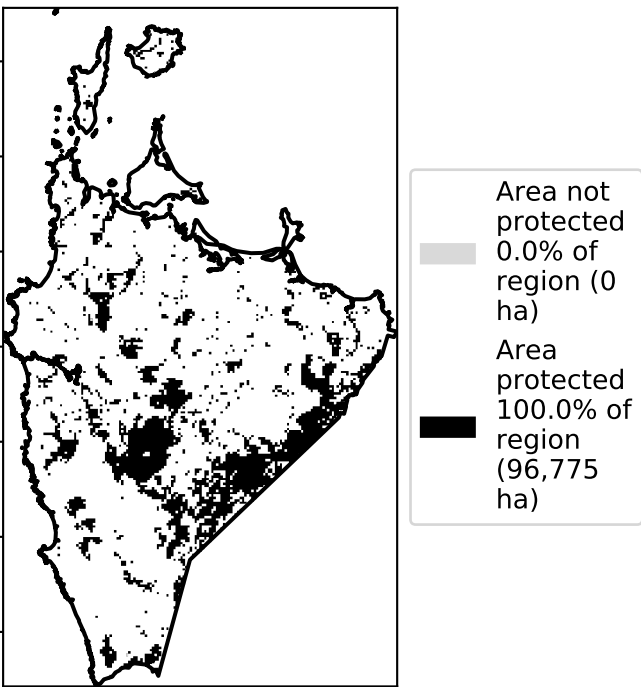 Area not
protected
0.0% of
region (0
ha)
Area
protected
100.0% of
region
(96,775
ha)